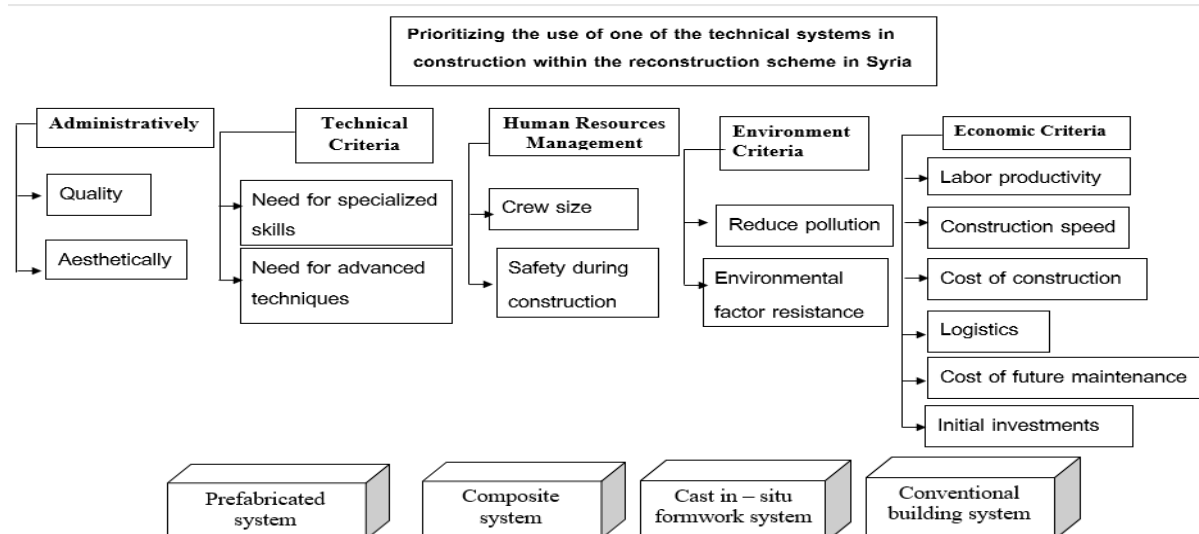 Prioritizing the use of one of the technical systems in
construction within the reconstruction scheme in Syria
Administratively
Quality
Aesthetically
Technical
Criteria
Need for specialized
skills
Need for advanced
techniques
Human Resources
Management
Crew size
Safety during
construction
Environment
Criteria
Reduce pollution
Environmental
factor resistance
Economic Criteria
Labor productivity
Construction speed
Cost of construction
Logistics
Cost of future maintenance
Initial investments
Prefabricated
system
Composite
system
Cast in – situ
formwork system
Conventional
building system